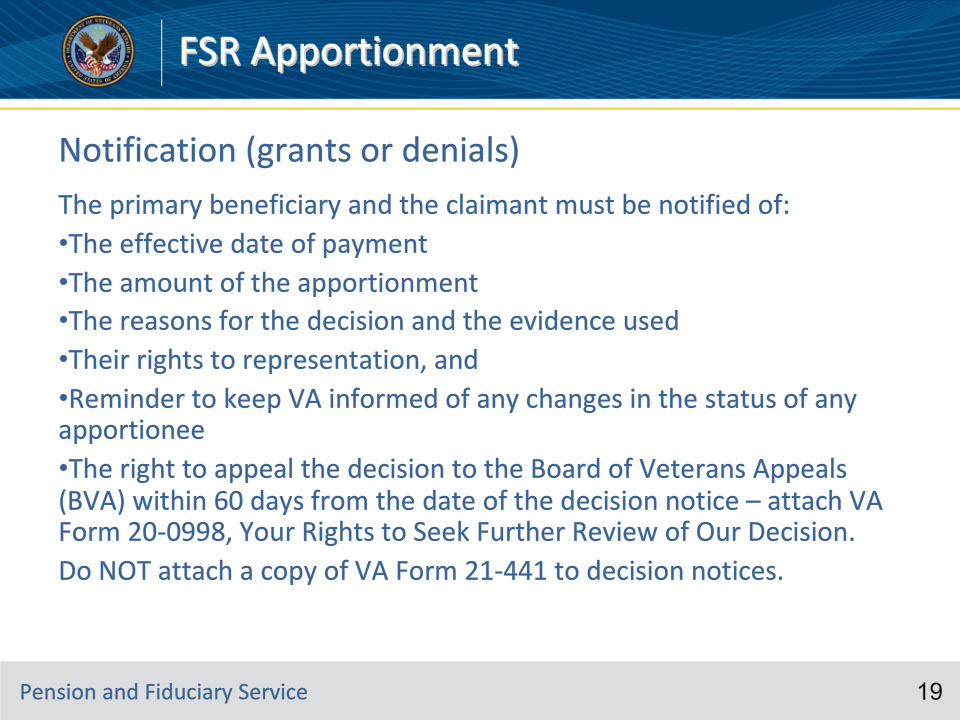 FSR Apportionment
Notification (grants or denials)
The primary beneficiary and the claimant must be notified of:
•The effective date of payment
•The amount of the apportionment
•The reasons for the decision and the evidence used
•Their rights to representation, and
•Reminder to keep VA informed of any changes in the status of any
apportionee
•The right to appeal the decision to the Board of Veterans Appeals
(BVA) within 60 days from the date of the decision notice – attach VA
Form 20-0998, Your Rights to Seek Further Review of Our Decision.
Do NOT attach a copy of VA Form 21-441 to decision notices.
Pension and Fiduciary Service
19